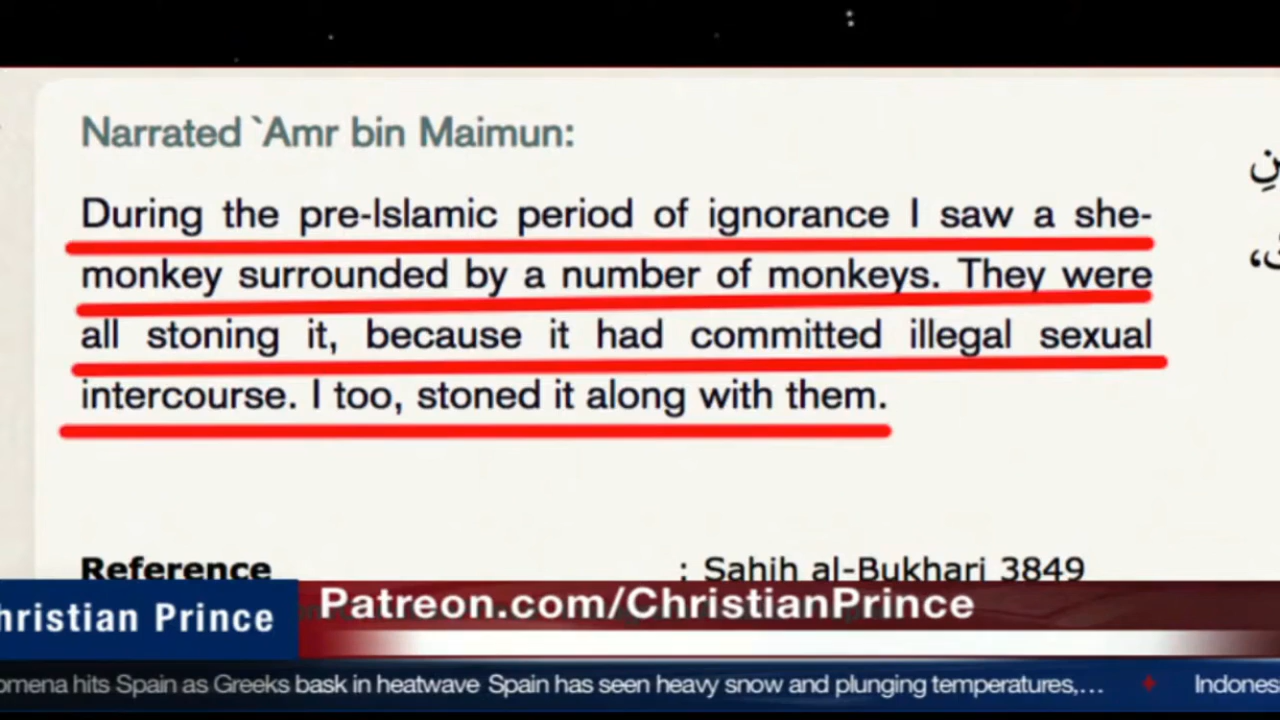 Narrated `Amr bin Maimun:
During the pre-Islamic period of ignorance I saw a she-
monkey surrounded by a number of monkeys. They were
all stoning it, because it had committed illegal sexual
intercourse. I too, stoned it along with them.
Reference : Sahih al-Bukhari 3849
hristian Prince
Patreon.com/ChristianPrince
omena hits Spain as Greeks bask in heatwave Spain has seen heavy snow and plunging temperatures,... Indones